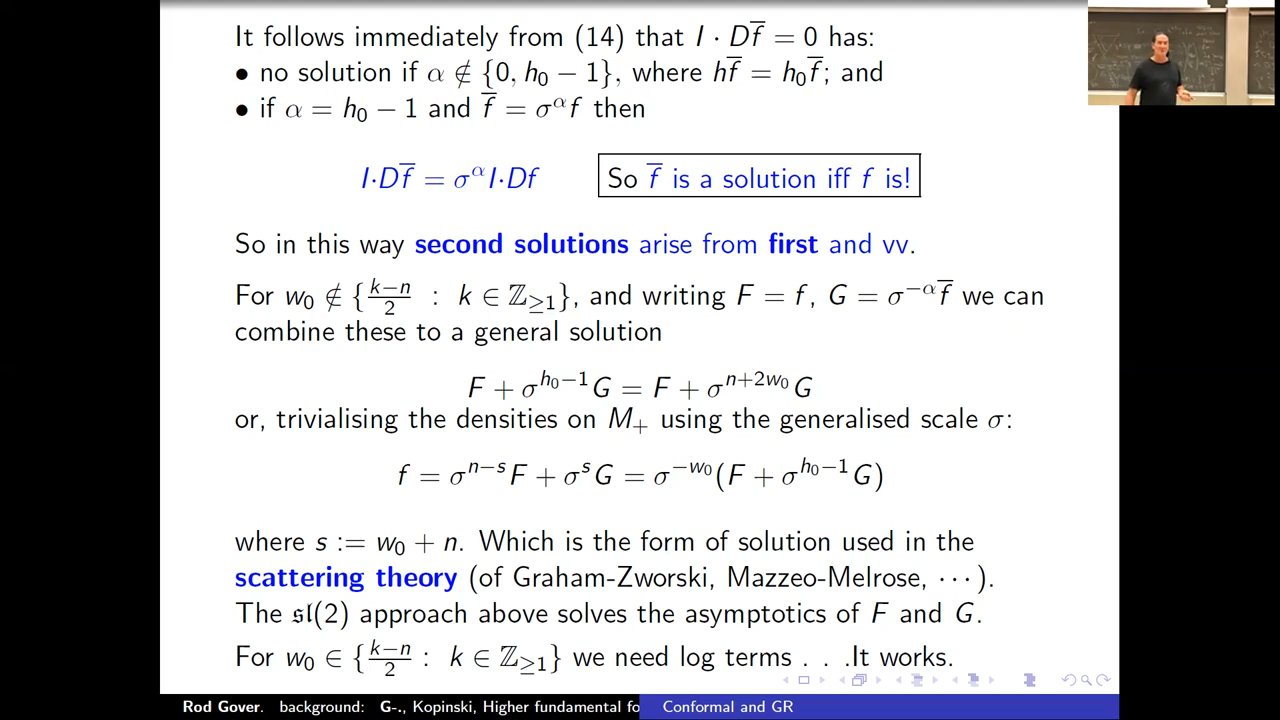 It follows immediately from (14) that I · Df̅ = 0 has:
• no solution if α ∉ {0, h₀ − 1}, where hf̅ = h₀f̅; and
• if α = h₀ − 1 and f̅ = σ^α f then
I·Df̅ = σ^α I·Df   So f̅ is a solution iff f is!
So in this way second solutions arise from first and vv.
For w₀ ∉ {(k−n)/2 : k ∈ ℤ≥1}, and writing F = f, G = σ^−α f̅ we can
combine these to a general solution
F + σ^(h₀−1) G = F + σ^(n+2w₀) G
or, trivialising the densities on M₊ using the generalised scale σ:
f = σ^(n−s) F + σ^s G = σ^(−w₀) (F + σ^(h₀−1) G)
where s := w₀ + n. Which is the form of solution used in the
scattering theory (of Graham-Zworski, Mazzeo-Melrose, · · · ).
The 𝔰𝔩(2) approach above solves the asymptotics of F and G.
For w₀ ∈ {(k−n)/2 : k ∈ ℤ≥1} we need log terms . . .It works.
Rod Gover. background: G-., Kopinski, Higher fundamental fo   Conformal and GR